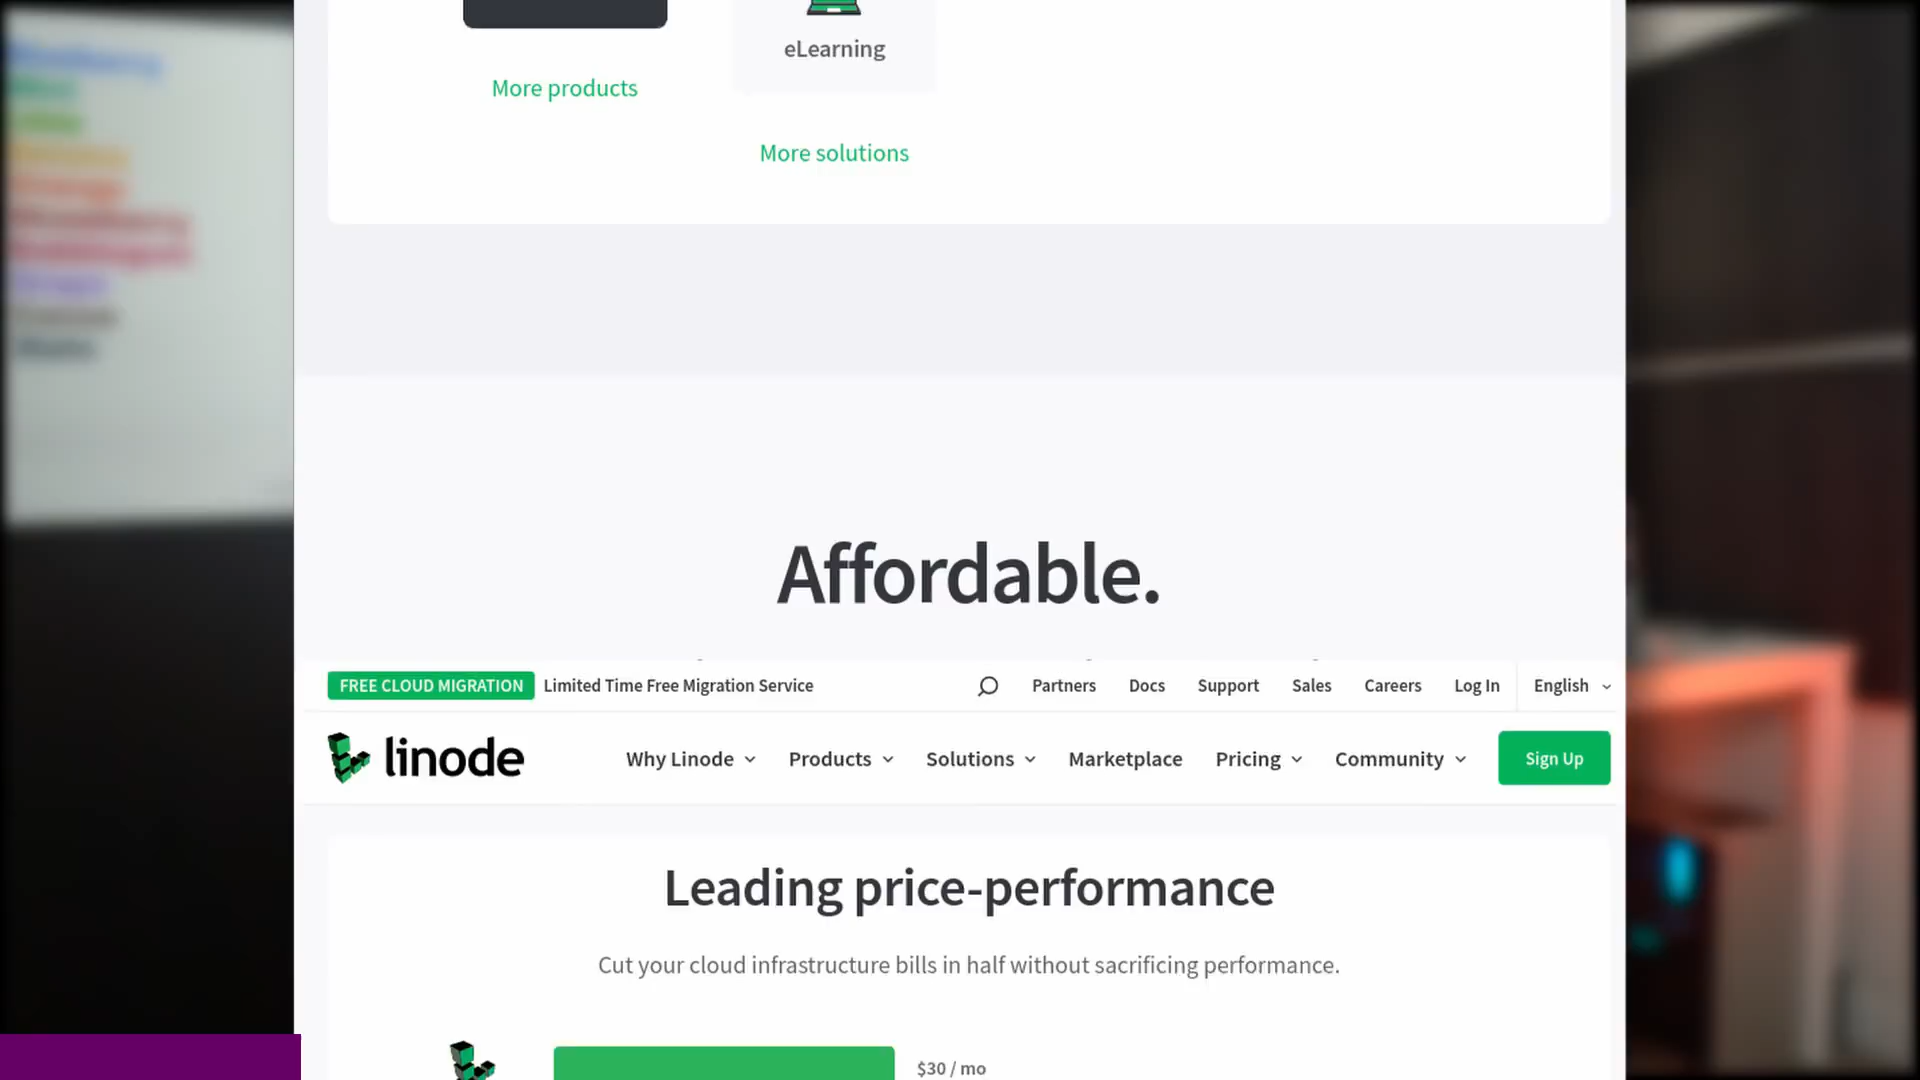 eLearning
More products
More solutions
Affordable.
FREE CLOUD MIGRATION Limited Time Free Migration Service Partners Docs Support Sales Careers Log In English
linode Why Linode Products Solutions Marketplace Pricing Community Sign Up
Leading price-performance
Cut your cloud infrastructure bills in half without sacrificing performance.
$30 / mo